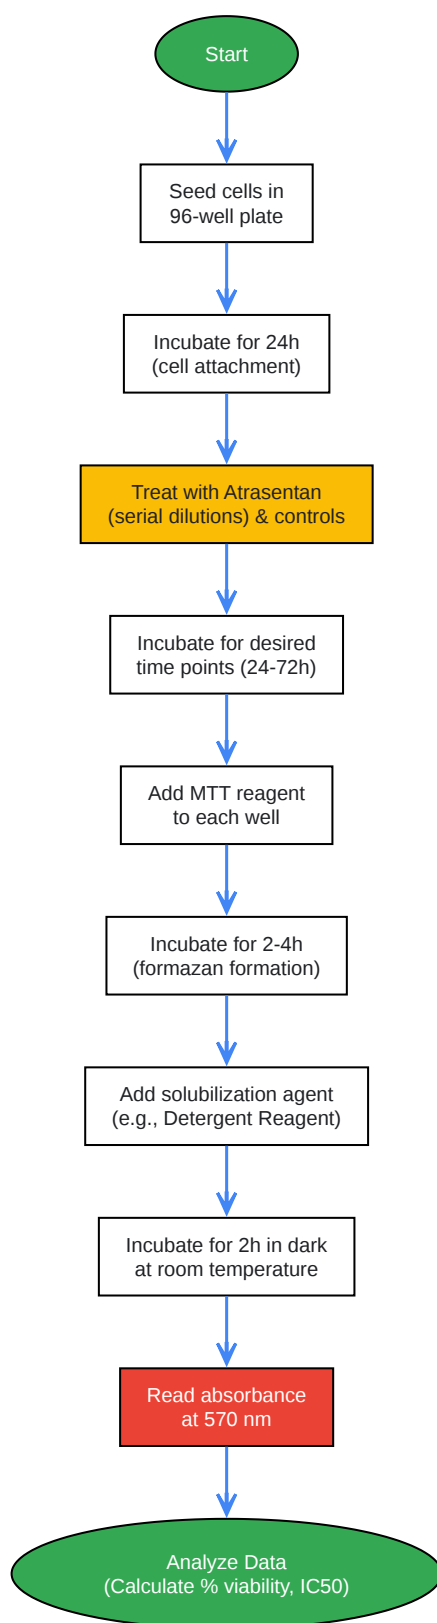 Start
Seed cells in
96-well plate
Incubate for 24h
(cell attachment)
Treat with Atrasentan
(serial dilutions) & controls
Incubate for desired
time points (24-72h)
Add MTT reagent
to each well
Incubate for 2-4h
(formazan formation)
Add solubilization agent
(e.g., Detergent Reagent)
Incubate for 2h in dark
at room temperature
Read absorbance
at 570 nm
Analyze Data
(Calculate % viability, IC50)